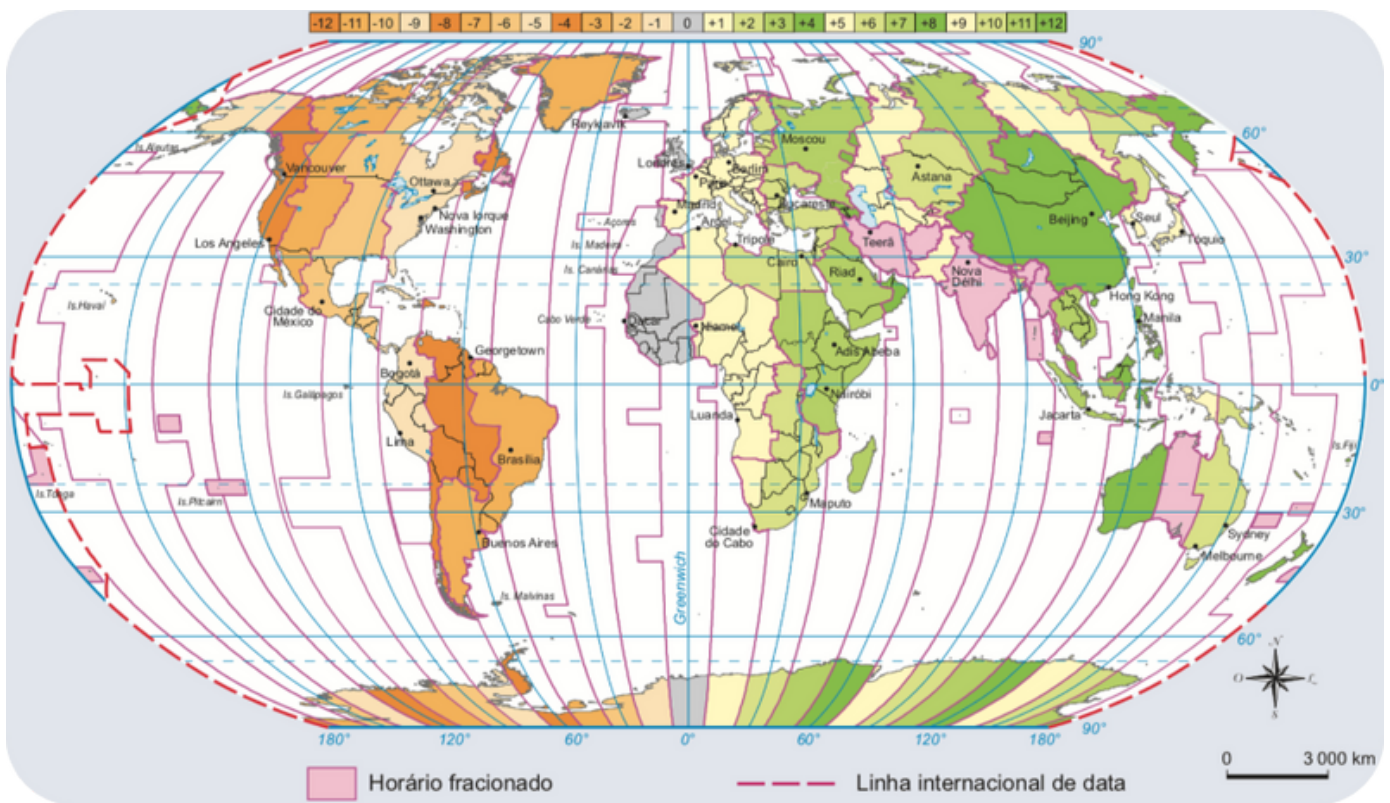 -12 -11 -10 -9 -8 -7 -6 -5 -4 -3 -2 -1 0 +1 +2 +3 +4 +5 +6 +7 +8 +9 +10 +11 +12
90°
Reykjavik
60°
Is. Aleutas
Moscou
Londres
Berlim
Vancouver
Paris
Astana
Ottawa
Madrid
Bucareste
Beijing
Seul
Nova Iorque
Washington
Açores
Argel
Tóquio
Los Angeles
Is. Madeira
Trípoli
Teerã
30°
Cairo
Is. Canárias
Riad
Nova
Délhi
Is.Havaí
Hong Kong
Cidade do
México
Cabo Verde
Dacar
Niamei
Manila
Georgetown
Adis Abeba
Bogotá
0°
Is.Galápagos
Nairóbi
Luanda
Jacarta
Lima
Is.Fiji
Brasília
Is.Tonga
Is.Pitcairn
Maputo
30°
Cidade
do Cabo
Sydney
Buenos Aires
Melbourne
Greenwich
Is. Malvinas
60°
N
O
L
S
90°
180° 120° 60° 0° 60° 120° 180°
0 3 000 km
Horário fracionado
Linha internacional de data